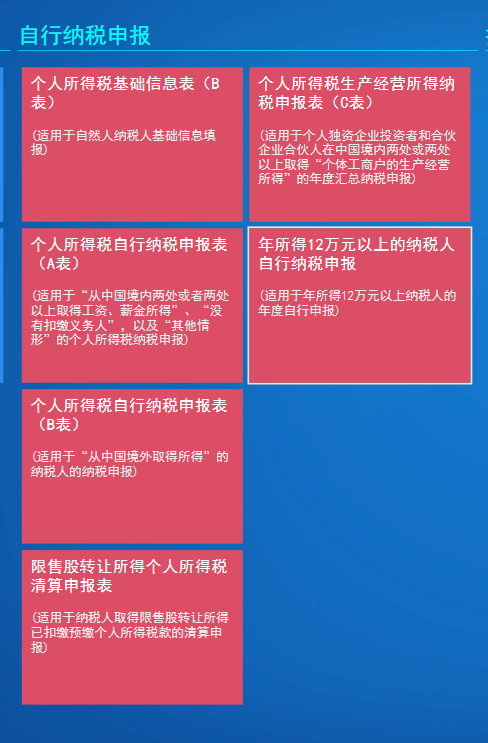 自行纳税申报
个人所得税基础信息表（B
表）
(适用于自然人纳税人基础信息填
报)
个人所得税生产经营所得纳
税申报表（C表）
(适用于个人独资企业投资者和合伙
企业合伙人在中国境内两处或两处
以上取得“个体工商户的生产经营
所得”的年度汇总纳税申报)
个人所得税自行纳税申报表
（A表）
(适用于“从中国境内两处或者两处
以上取得工资、薪金所得”、“没
有扣缴义务人”，以及“其他情
形”的个人所得税纳税申报)
年所得12万元以上的纳税人
自行纳税申报
(适用于年所得12万元以上纳税人的
年度自行申报)
个人所得税自行纳税申报表
（B表）
(适用于“从中国境外取得所得”的
纳税人的纳税申报)
限售股转让所得个人所得税
清算申报表
(适用于纳税人取得限售股转让所得
已扣缴预缴个人所得税款的清算申
报)